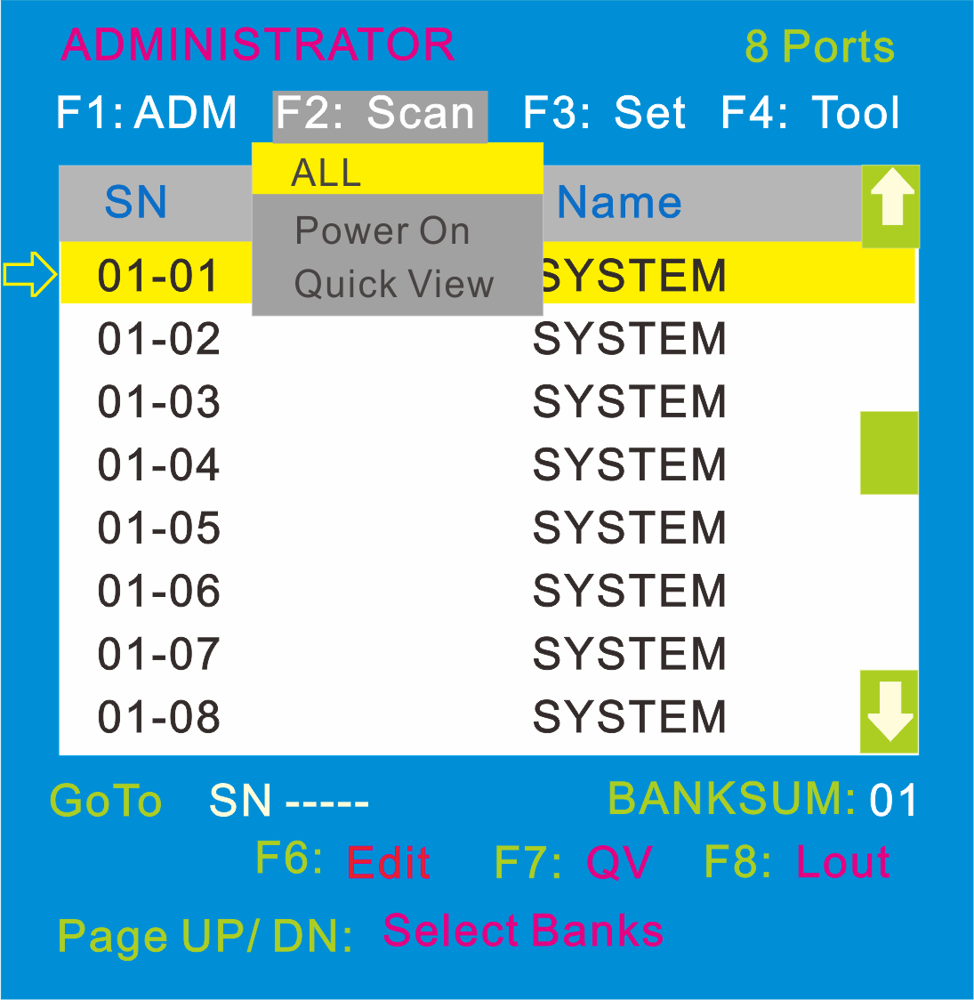 ADMINISTRATOR 8 Ports
F1: ADM F2: Scan F3: Set F4: Tool
ALL
SN Name
Power On
01-01 SYSTEM
Quick View
01-02 SYSTEM
01-03 SYSTEM
01-04 SYSTEM
01-05 SYSTEM
01-06 SYSTEM
01-07 SYSTEM
01-08 SYSTEM
GoTo SN ----- BANKSUM: 01
F6: Edit F7: QV F8: Lout
Page UP/ DN: Select Banks